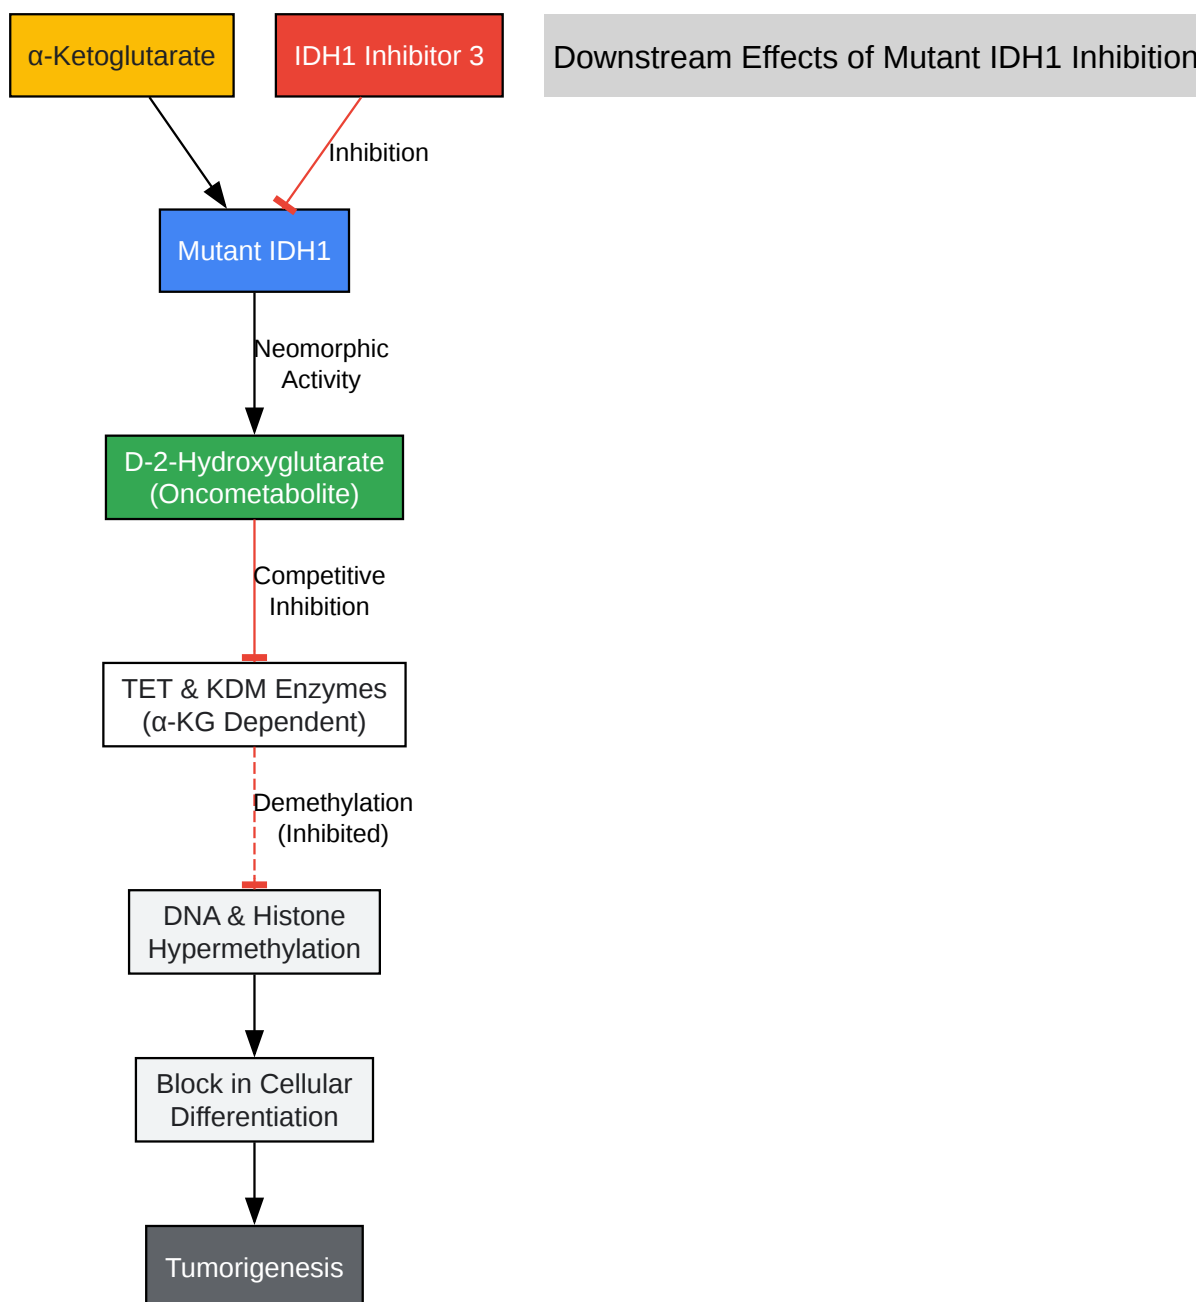 α-Ketoglutarate
IDH1 Inhibitor 3
Downstream Effects of Mutant IDH1 Inhibition
Inhibition
Mutant IDH1
Neomorphic
Activity
D-2-Hydroxyglutarate
(Oncometabolite)
Competitive
Inhibition
TET & KDM Enzymes
(α-KG Dependent)
Demethylation
(Inhibited)
DNA & Histone
Hypermethylation
Block in Cellular
Differentiation
Tumorigenesis